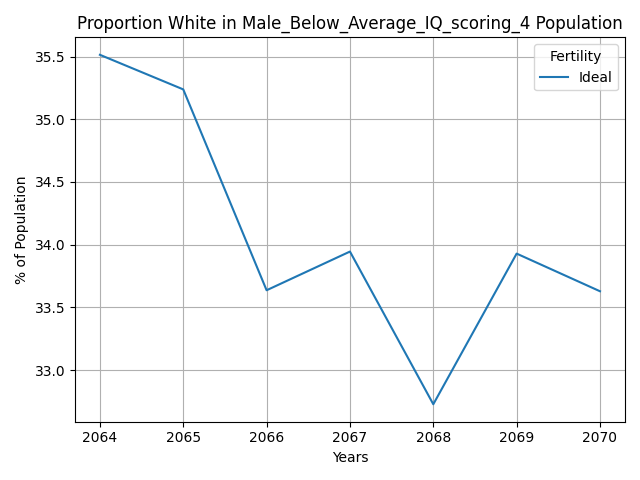 Proportion White in Male_Below_Average_IQ_scoring_4 Population
Fertility
Ideal
% of Population
35.5
35.0
34.5
34.0
33.5
33.0
2064 2065 2066 2067 2068 2069 2070
Years